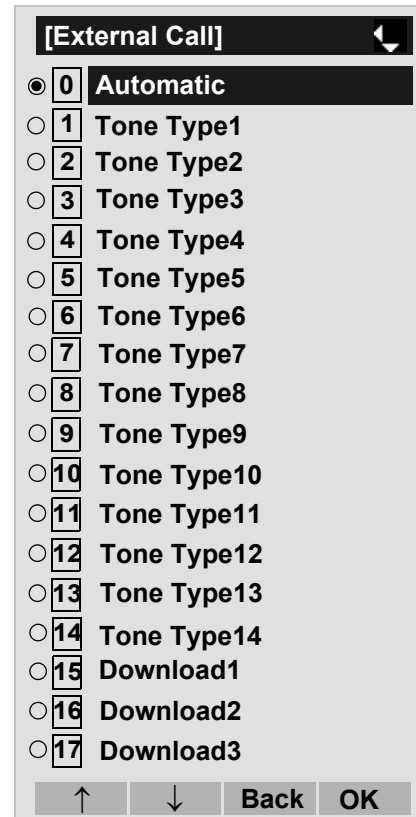 [External Call]
0 Automatic
1 Tone Type1
2 Tone Type2
3 Tone Type3
4 Tone Type4
5 Tone Type5
6 Tone Type6
7 Tone Type7
8 Tone Type8
9 Tone Type9
10 Tone Type10
11 Tone Type11
12 Tone Type12
13 Tone Type13
14 Tone Type14
15 Download1
16 Download2
17 Download3
↑ ↓ Back OK